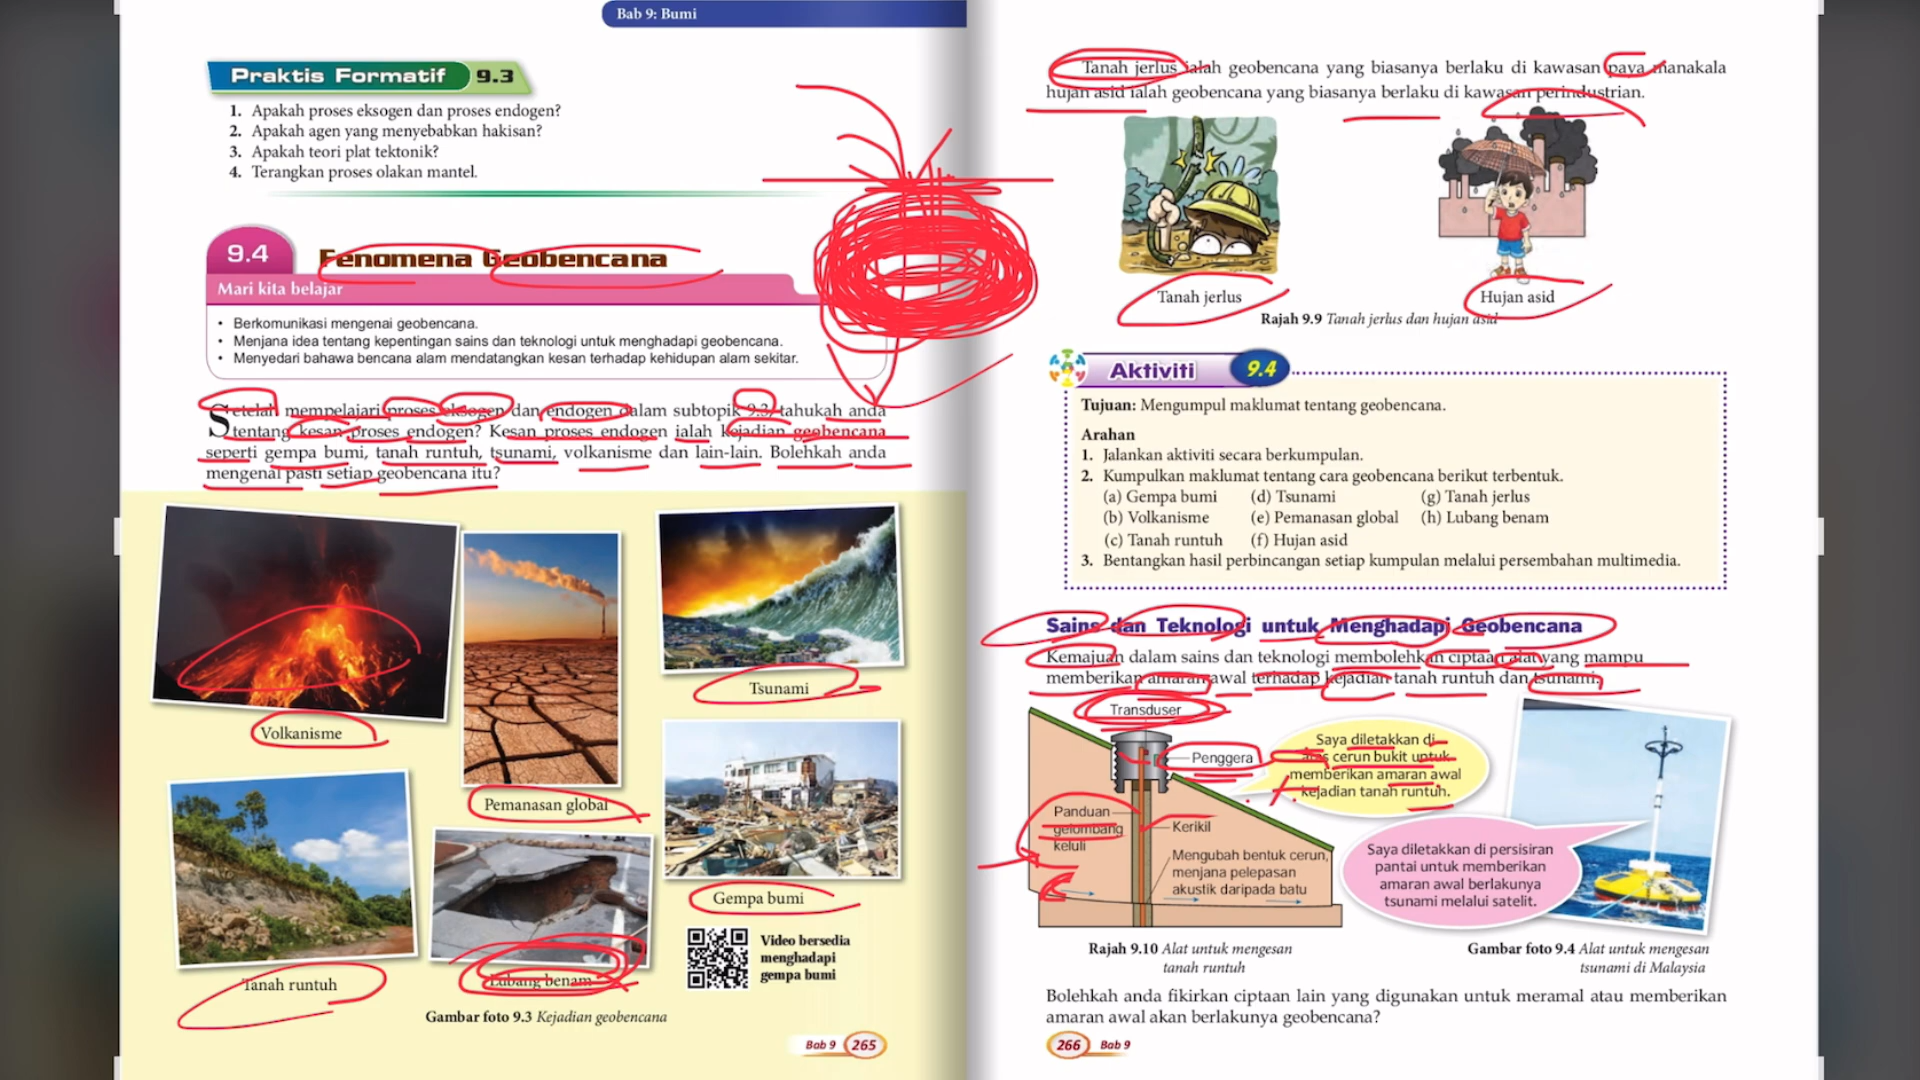 Bab 9: Bumi
Praktis Formatif 9.3
1. Apakah proses eksogen dan proses endogen?
2. Apakah agen yang menyebabkan hakisan?
3. Apakah teori plat tektonik?
4. Terangkan proses olakan mantel.
9.4 Fenomena Geobencana
Mari kita belajar
• Berkomunikasi mengenai geobencana.
• Menjana idea tentang kepentingan sains dan teknologi untuk menghadapi geobencana.
• Menyedari bahawa bencana alam mendatangkan kesan terhadap kehidupan alam sekitar.
Setelah mempelajari proses eksogen dan endogen dalam subtopik 9.3, tahukah anda
tentang kesan proses endogen? Kesan proses endogen ialah kejadian geobencana
seperti gempa bumi, tanah runtuh, tsunami, volkanisme dan lain-lain. Bolehkah anda
mengenal pasti setiap geobencana itu?
Volkanisme
Pemanasan global
Tsunami
Tanah runtuh
Lubang benam
Gempa bumi
Video bersedia
menghadapi
gempa bumi
Gambar foto 9.3 Kejadian geobencana
Bab 9 265
Tanah jerlus ialah geobencana yang biasanya berlaku di kawasan paya manakala
hujan asid ialah geobencana yang biasanya berlaku di kawasan perindustrian.
Tanah jerlus
Hujan asid
Rajah 9.9 Tanah jerlus dan hujan asid
Aktiviti 9.4
Tujuan: Mengumpul maklumat tentang geobencana.
Arahan
1. Jalankan aktiviti secara berkumpulan.
2. Kumpulkan maklumat tentang cara geobencana berikut terbentuk.
(a) Gempa bumi (d) Tsunami (g) Tanah jerlus
(b) Volkanisme (e) Pemanasan global (h) Lubang benam
(c) Tanah runtuh (f) Hujan asid
3. Bentangkan hasil perbincangan setiap kumpulan melalui persembahan multimedia.
Sains dan Teknologi untuk Menghadapi Geobencana
Kemajuan dalam sains dan teknologi membolehkan ciptaan alat yang mampu
memberikan amaran awal terhadap kejadian tanah runtuh dan tsunami.
Transduser
Penggera
Panduan
gelombang
keluli
Kerikil
Mengubah bentuk cerun,
menjana pelepasan
akustik daripada batu
Saya diletakkan di
atas cerun bukit untuk
memberikan amaran awal
kejadian tanah runtuh.
Saya diletakkan di persisiran
pantai untuk memberikan
amaran awal berlakunya
tsunami melalui satelit.
Rajah 9.10 Alat untuk mengesan
tanah runtuh
Gambar foto 9.4 Alat untuk mengesan
tsunami di Malaysia
Bolehkah anda fikirkan ciptaan lain yang digunakan untuk meramal atau memberikan
amaran awal akan berlakunya geobencana?
266 Bab 9